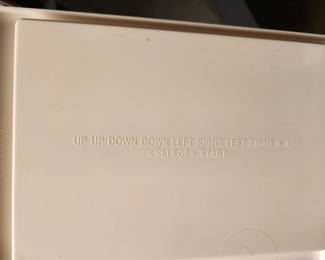 UP UP DOWN DOWN LEFT RIGHT LEFT RIGHT B A
<SELECT> START